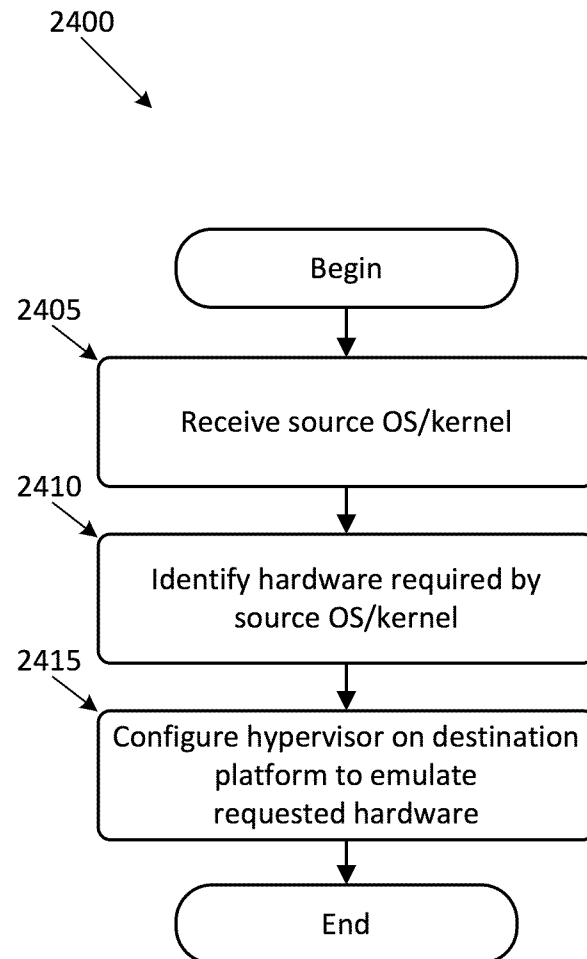 2400
Begin
2405
Receive source OS/kernel
2410
Identify hardware required by
source OS/kernel
2415
Configure hypervisor on destination
platform to emulate
requested hardware
End